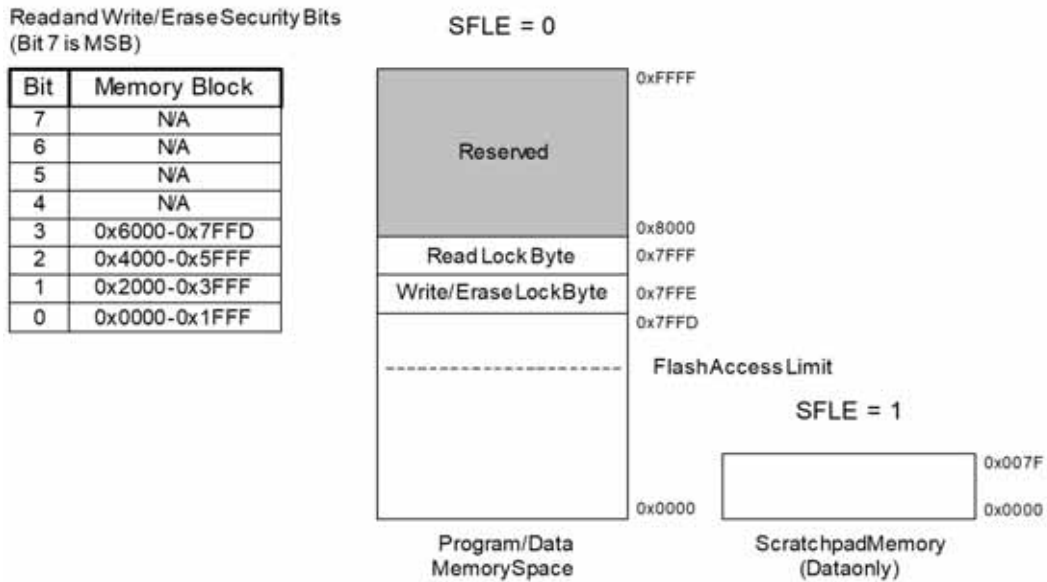 Read and Write/Erase Security Bits
(Bit 7 is MSB)
SFLE = 0
Bit Memory Block
7 N/A
6 N/A
5 N/A
4 N/A
3 0x6000-0x7FFD
2 0x4000-0x5FFF
1 0x2000-0x3FFF
0 0x0000-0x1FFF
0xFFFF
Reserved
0x8000
Read Lock Byte 0x7FFF
Write/Erase Lock Byte 0x7FFE
0x7FFD
Flash Access Limit
SFLE = 1
0x007F
0x0000
0x0000
Program/Data
Memory Space
Scratchpad Memory
(Data only)